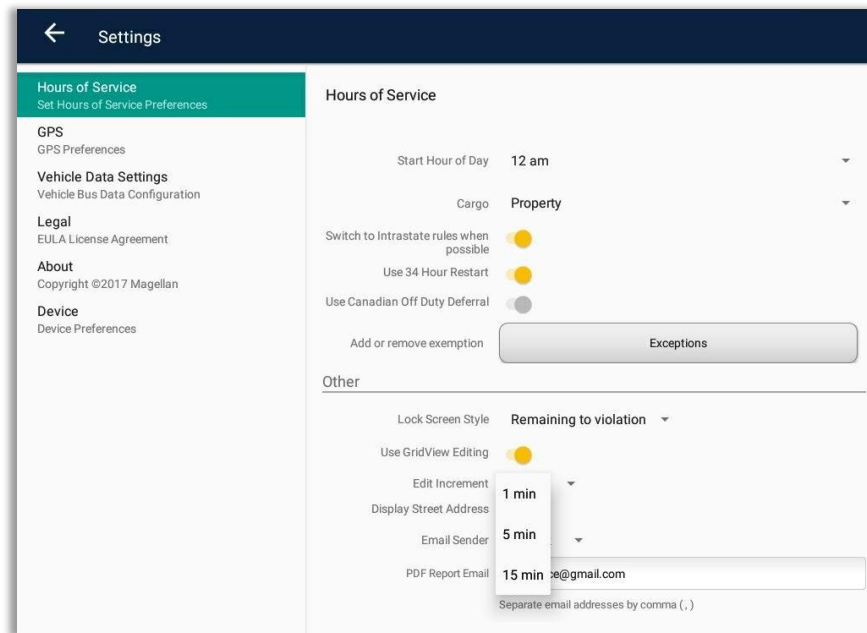 Settings
Hours of Service
Set Hours of Service Preferences
GPS
GPS Preferences
Vehicle Data Settings
Vehicle Bus Data Configuration
Legal
EULA License Agreement
About
Copyright ©2017 Magellan
Device
Device Preferences
Hours of Service
Start Hour of Day 12 am
Cargo Property
Switch to Intrastate rules when
possible
Use 34 Hour Restart
Use Canadian Off Duty Deferral
Add or remove exemption Exceptions
Other
Lock Screen Style Remaining to violation
Use GridView Editing
Edit Increment
1 min
Display Street Address
5 min
Email Sender
PDF Report Email 15 min @gmail.com
Separate email addresses by comma ( , )